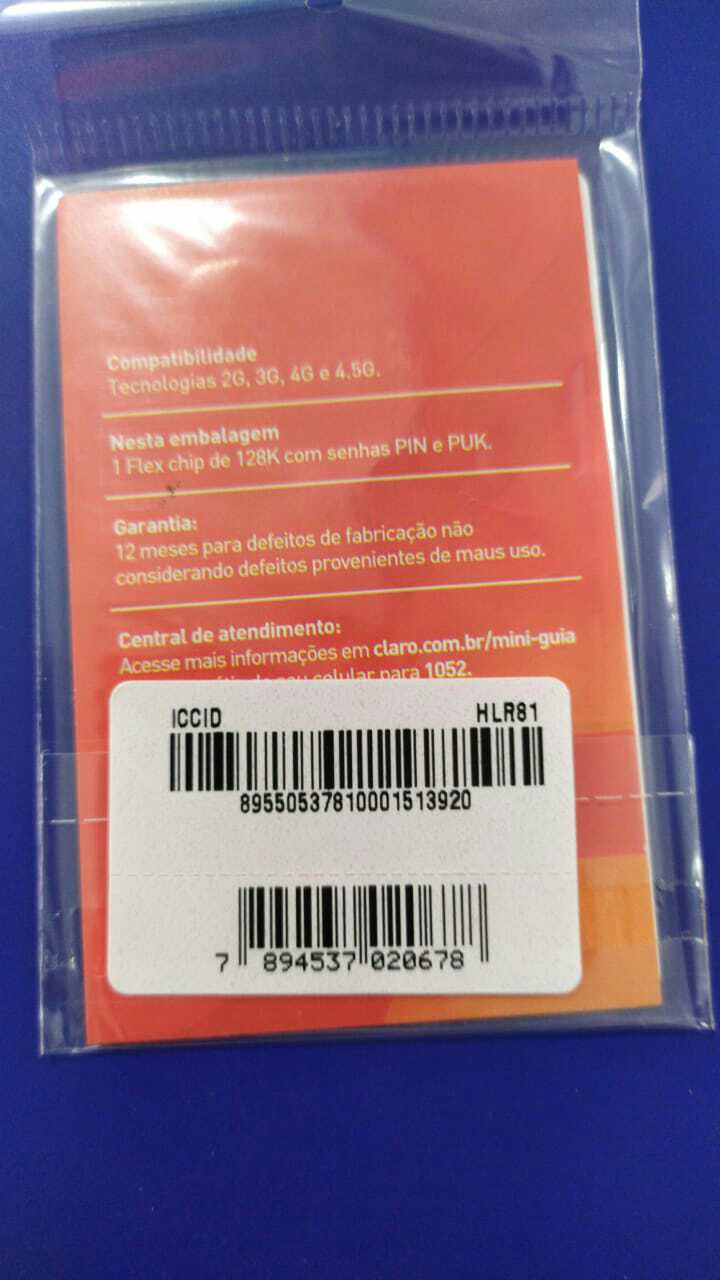 Compatibilidade
Tecnologias 2G, 3G, 4G e 4.5G.
Nesta embalagem
1 Flex chip de 128K com senhas PIN e PUK.
Garantia:
12 meses para defeitos de fabricação não
considerando defeitos provenientes de maus uso.
Central de atendimento:
Acesse mais informações em claro.com.br/mini-guia
celular para 1052.
ICCID HLR81
89550537810001513920
7 894537 020678